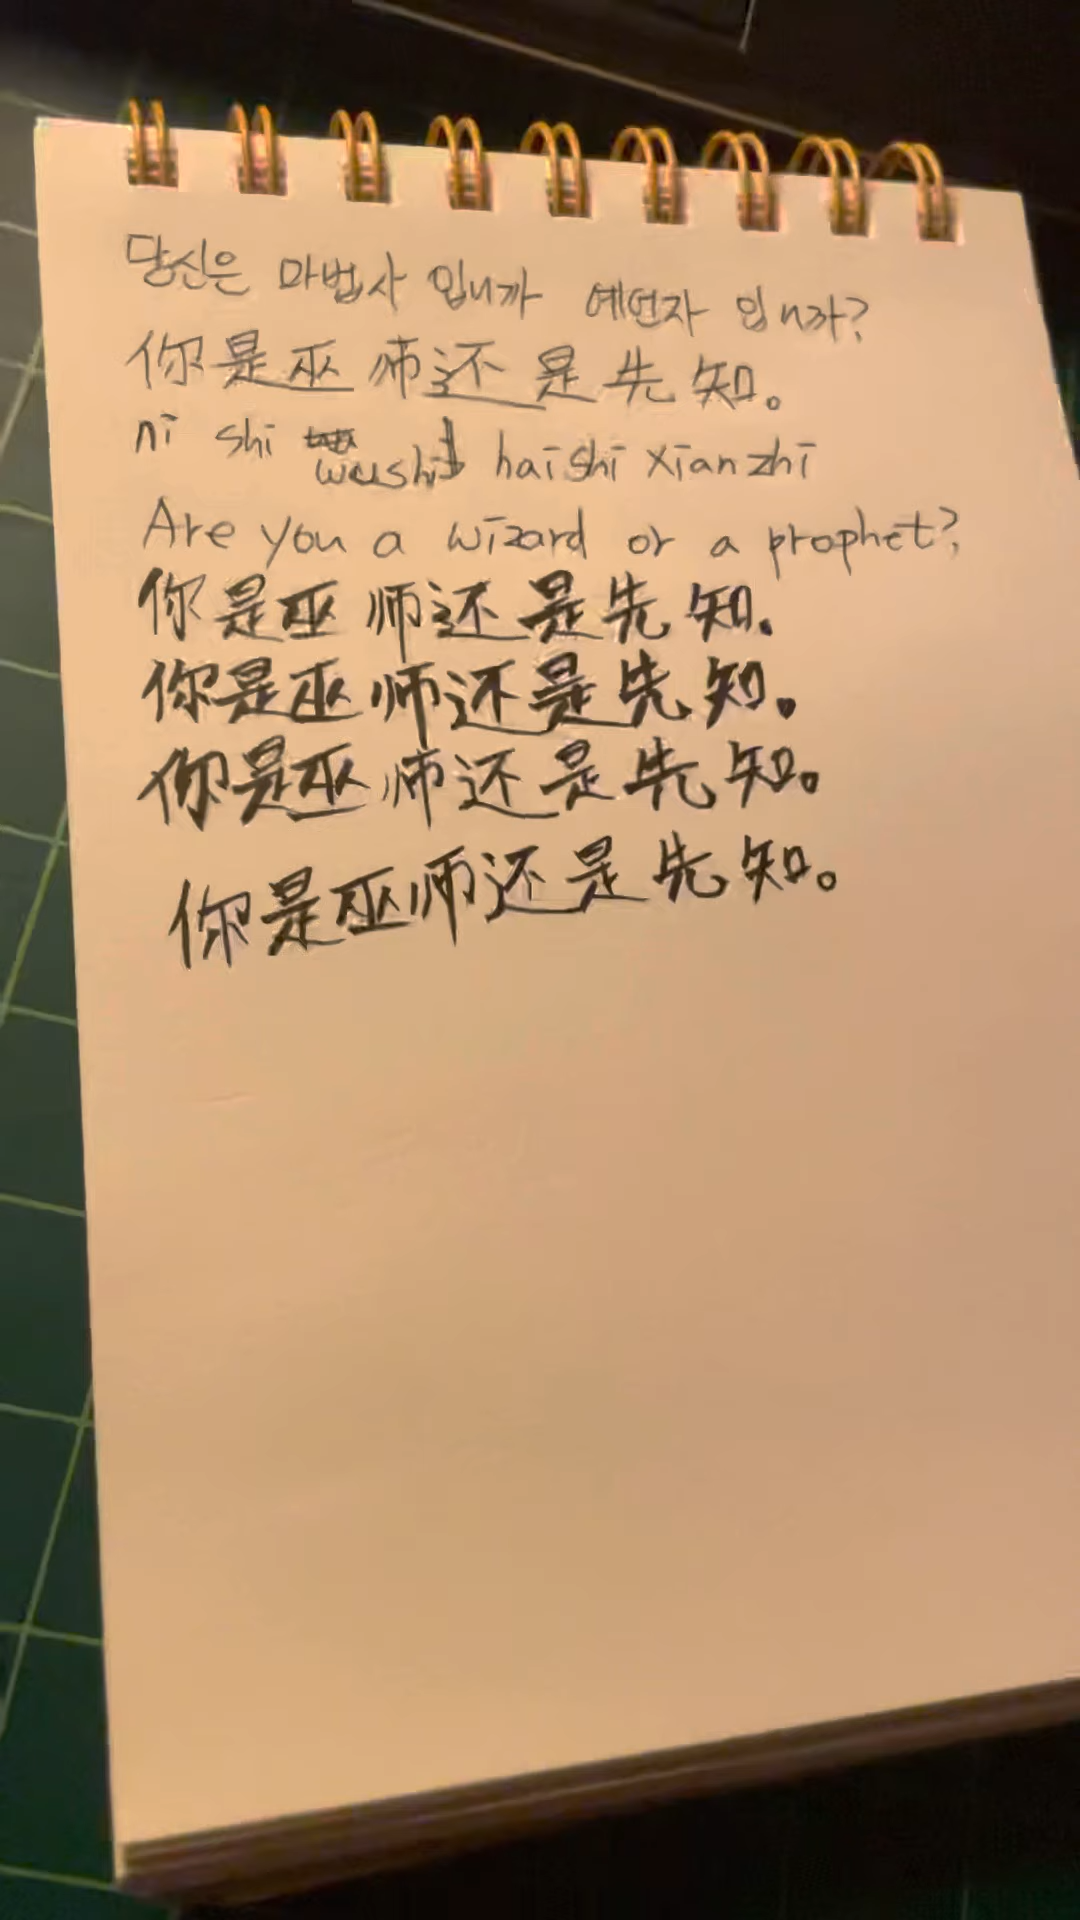 당신은 마법사 입니까 예언자 입니까?
你是巫师还是先知。
ni shi wushi haishi xianzhi
Are you a wizard or a prophet?
你是巫师还是先知.
你是巫师还是先知。
你是巫师还是先知。
你是巫师还是先知。